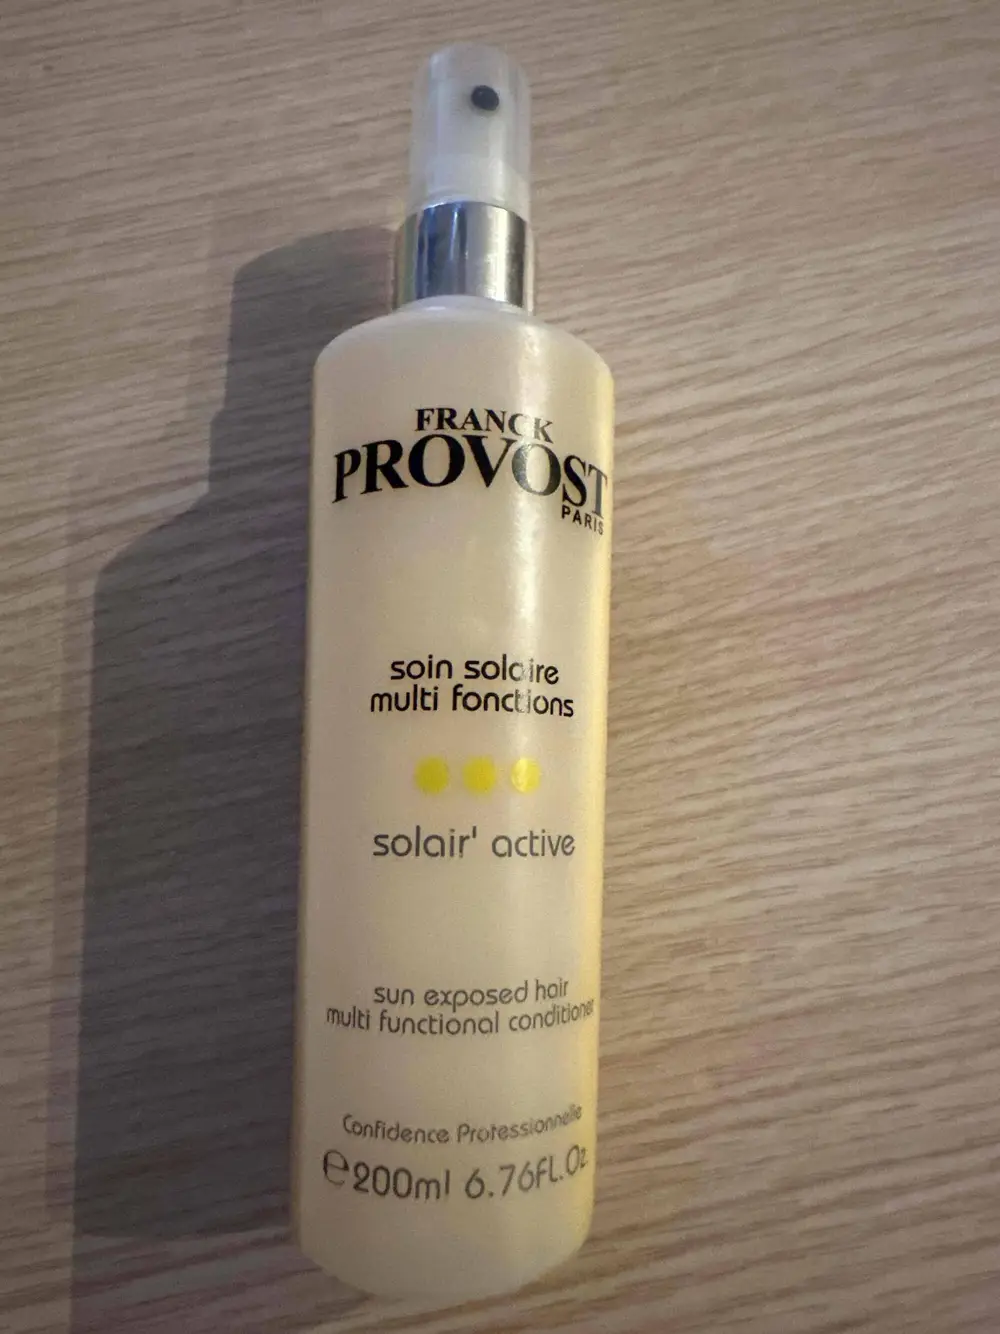 FRANCK
PROVOST
PARIS
soin solaire
multi fonctions
solair' active
sun exposed hair
multi functional conditioner
Confidence Professionnelle
℮200ml 6.76fL.Oz